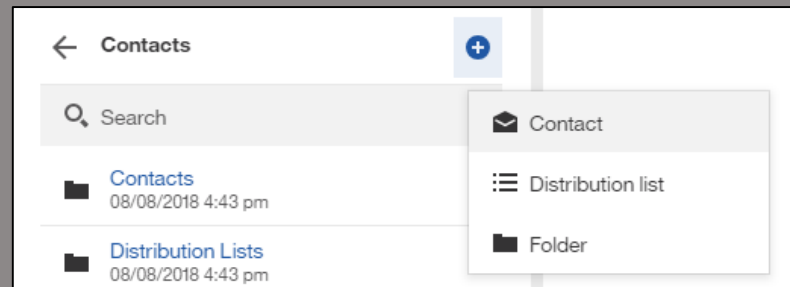 Contacts
Search
Contacts
08/08/2018 4:43 pm
Distribution Lists
08/08/2018 4:43 pm
Contact
Distribution list
Folder